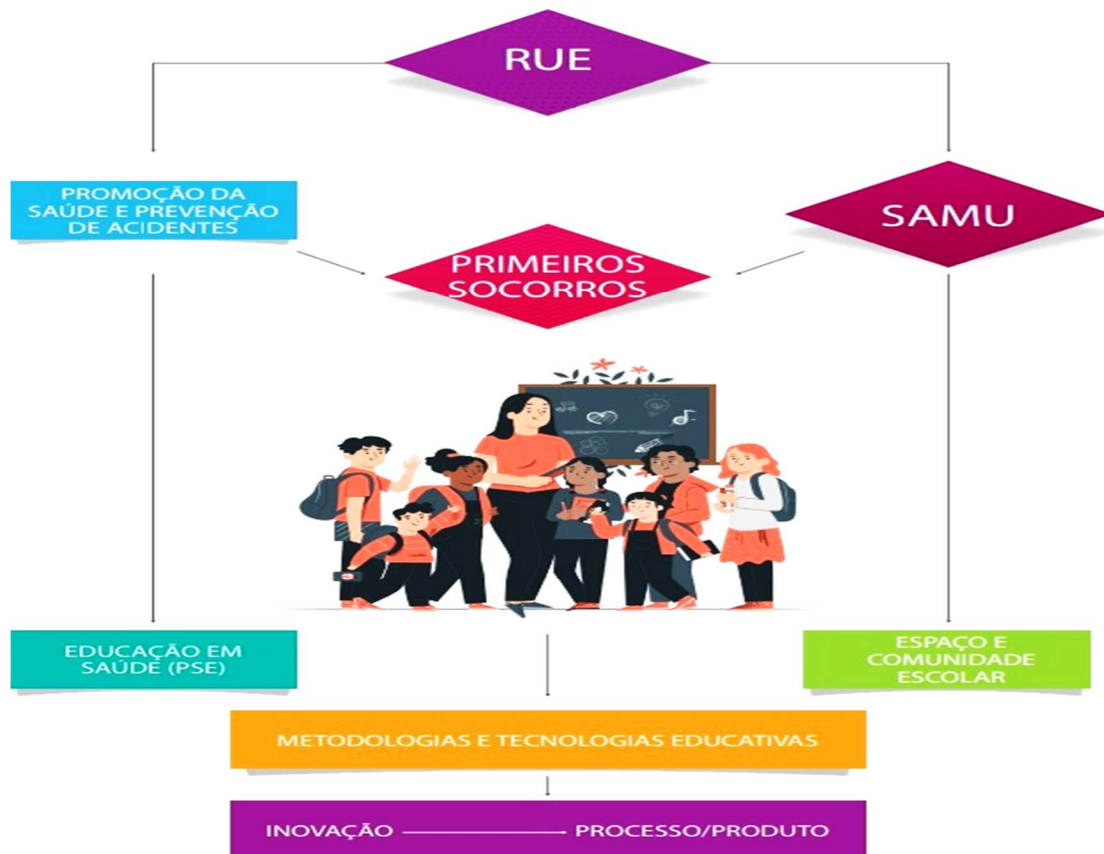 RUE
PROMOÇÃO DA
SAÚDE E PREVENÇÃO
DE ACIDENTES
SAMU
PRIMEIROS
SOCORROS
EDUCAÇÃO EM
SAÚDE (PSE)
ESPAÇO E
COMUNIDADE
ESCOLAR
METODOLOGIAS E TECNOLOGIAS EDUCATIVAS
INOVAÇÃO PROCESSO/PRODUTO